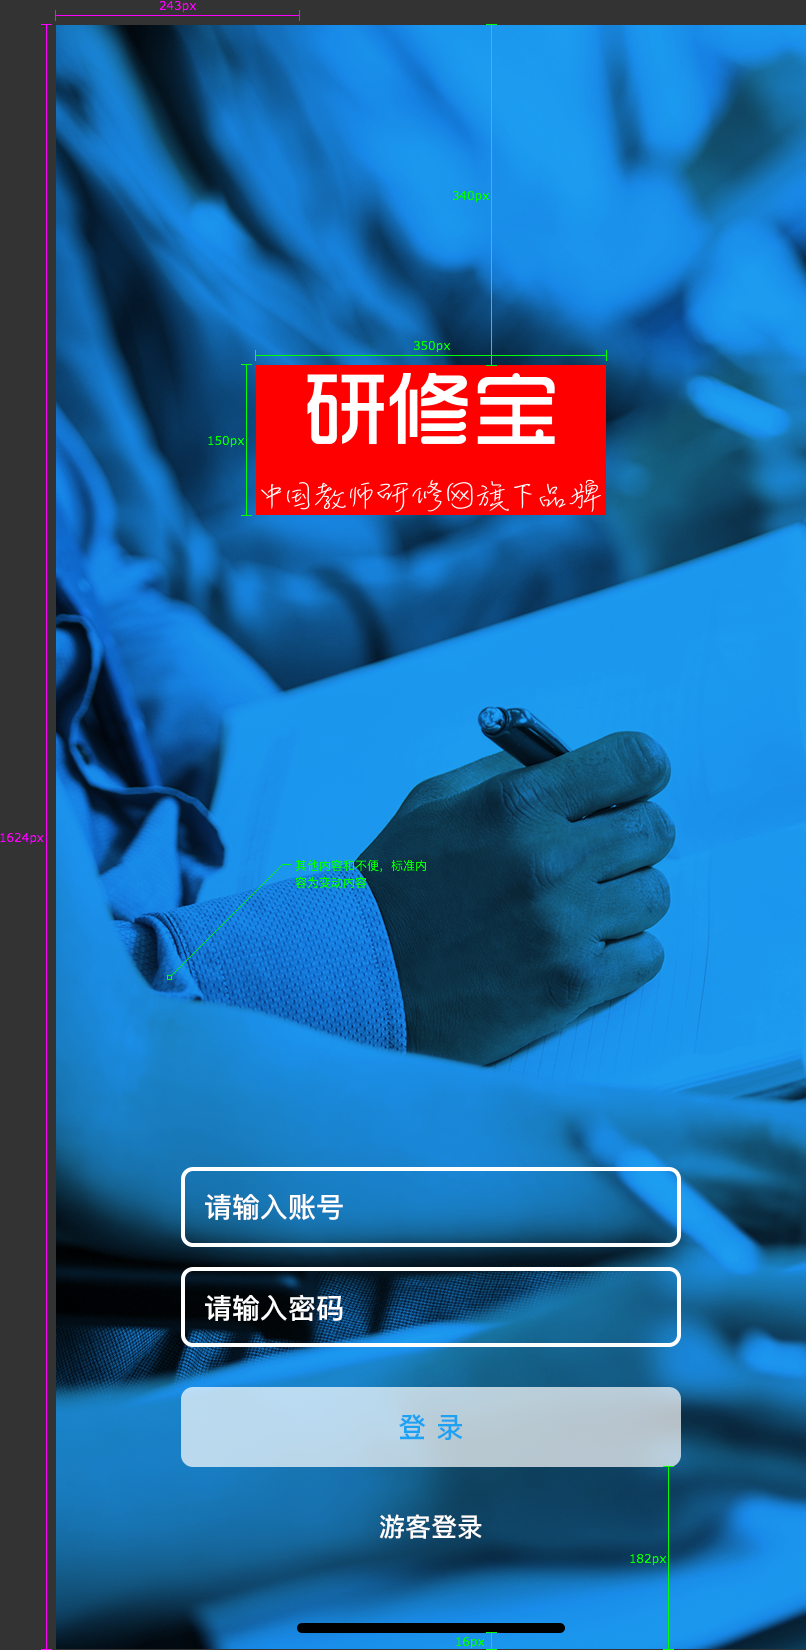 243px
340px
350px
150px
研修宝
中国教师研修网旗下品牌
1624px
其他内容和不便，标准内
容为变动内容
请输入账号
请输入密码
登 录
游客登录
182px
16px